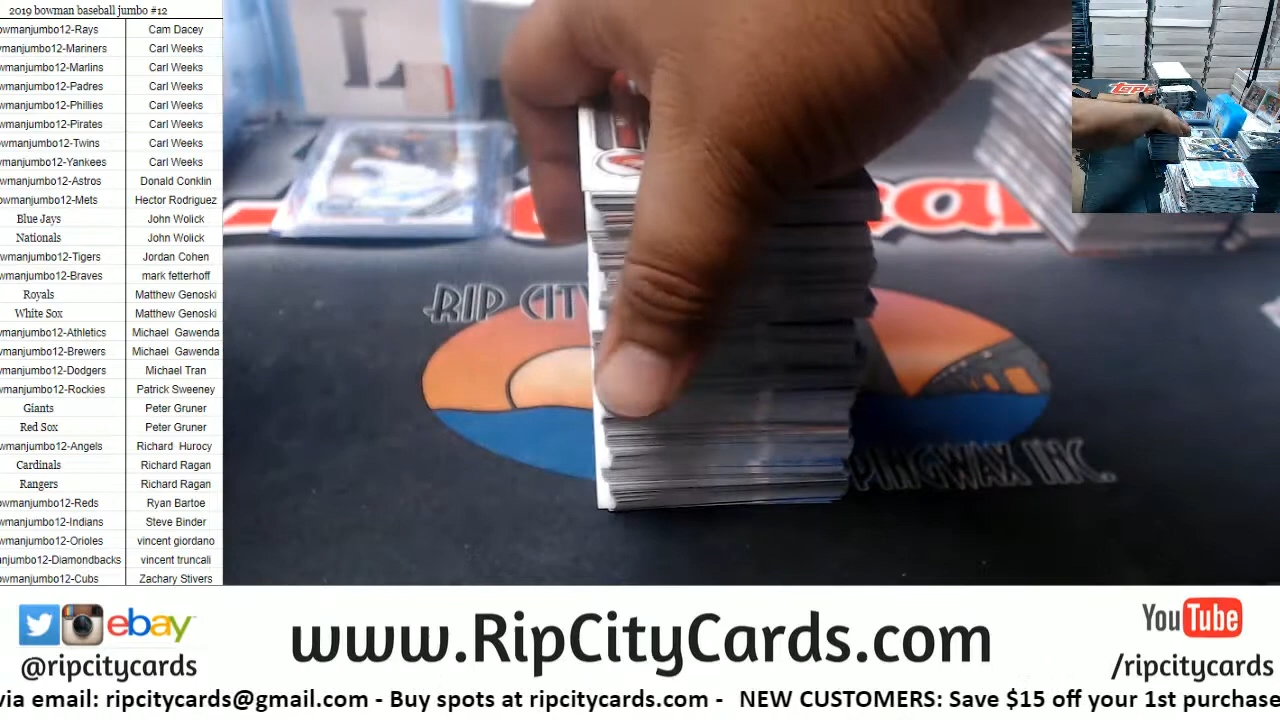 2019 bowman baseball jumbo #12
owmanjumbo12-Rays Cam Dacey
wmanjumbo12-Mariners Carl Weeks
wmanjumbo12-Marlins Carl Weeks
wmanjumbo12-Padres Carl Weeks
wmanjumbo12-Phillies Carl Weeks
wmanjumbo12-Pirates Carl Weeks
wmanjumbo12-Twins Carl Weeks
wmanjumbo12-Yankees Carl Weeks
owmanjumbo12-Astros Donald Conklin
owmanjumbo12-Mets Hector Rodriguez
Blue Jays John Wolick
Nationals John Wolick
owmanjumbo12-Tigers Jordan Cohen
wmanjumbo12-Braves mark fetterhoff
Royals Matthew Genoski
White Sox Matthew Genoski
wmanjumbo12-Athletics Michael Gawenda
wmanjumbo12-Brewers Michael Gawenda
wmanjumbo12-Dodgers Michael Tran
wmanjumbo12-Rockies Patrick Sweeney
Giants Peter Gruner
Red Sox Peter Gruner
wmanjumbo12-Angels Richard Hurocy
Cardinals Richard Ragan
Rangers Richard Ragan
owmanjumbo12-Reds Ryan Bartoe
wmanjumbo12-Indians Steve Binder
wmanjumbo12-Orioles vincent giordano
anjumbo12-Diamondbacks vincent truncali
owmanjumbo12-Cubs Zachary Stivers
L
RIP CITY
PINGWAX INC.
ebay
@ripcitycards
www.RipCityCards.com
YouTube
/ripcitycards
via email: ripcitycards@gmail.com - Buy spots at ripcitycards.com - NEW CUSTOMERS: Save $15 off your 1st purchase